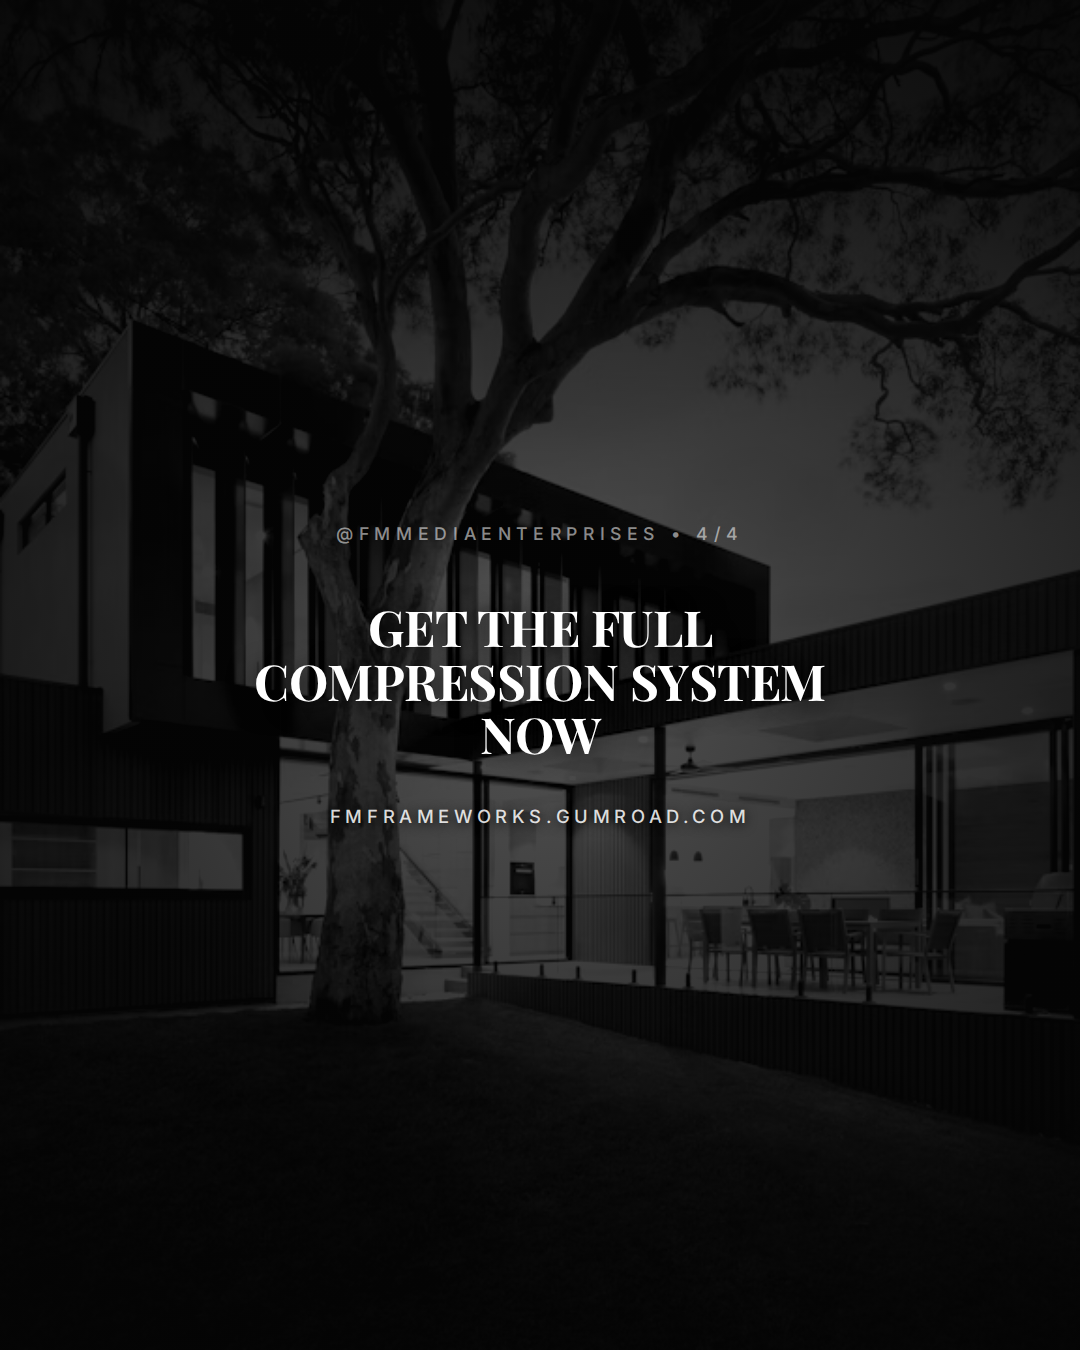 @FMMEDIAENTERPRISES • 4/4
GET THE FULL
COMPRESSION SYSTEM
NOW
FMFRAMEWORKS.GUMROAD.COM